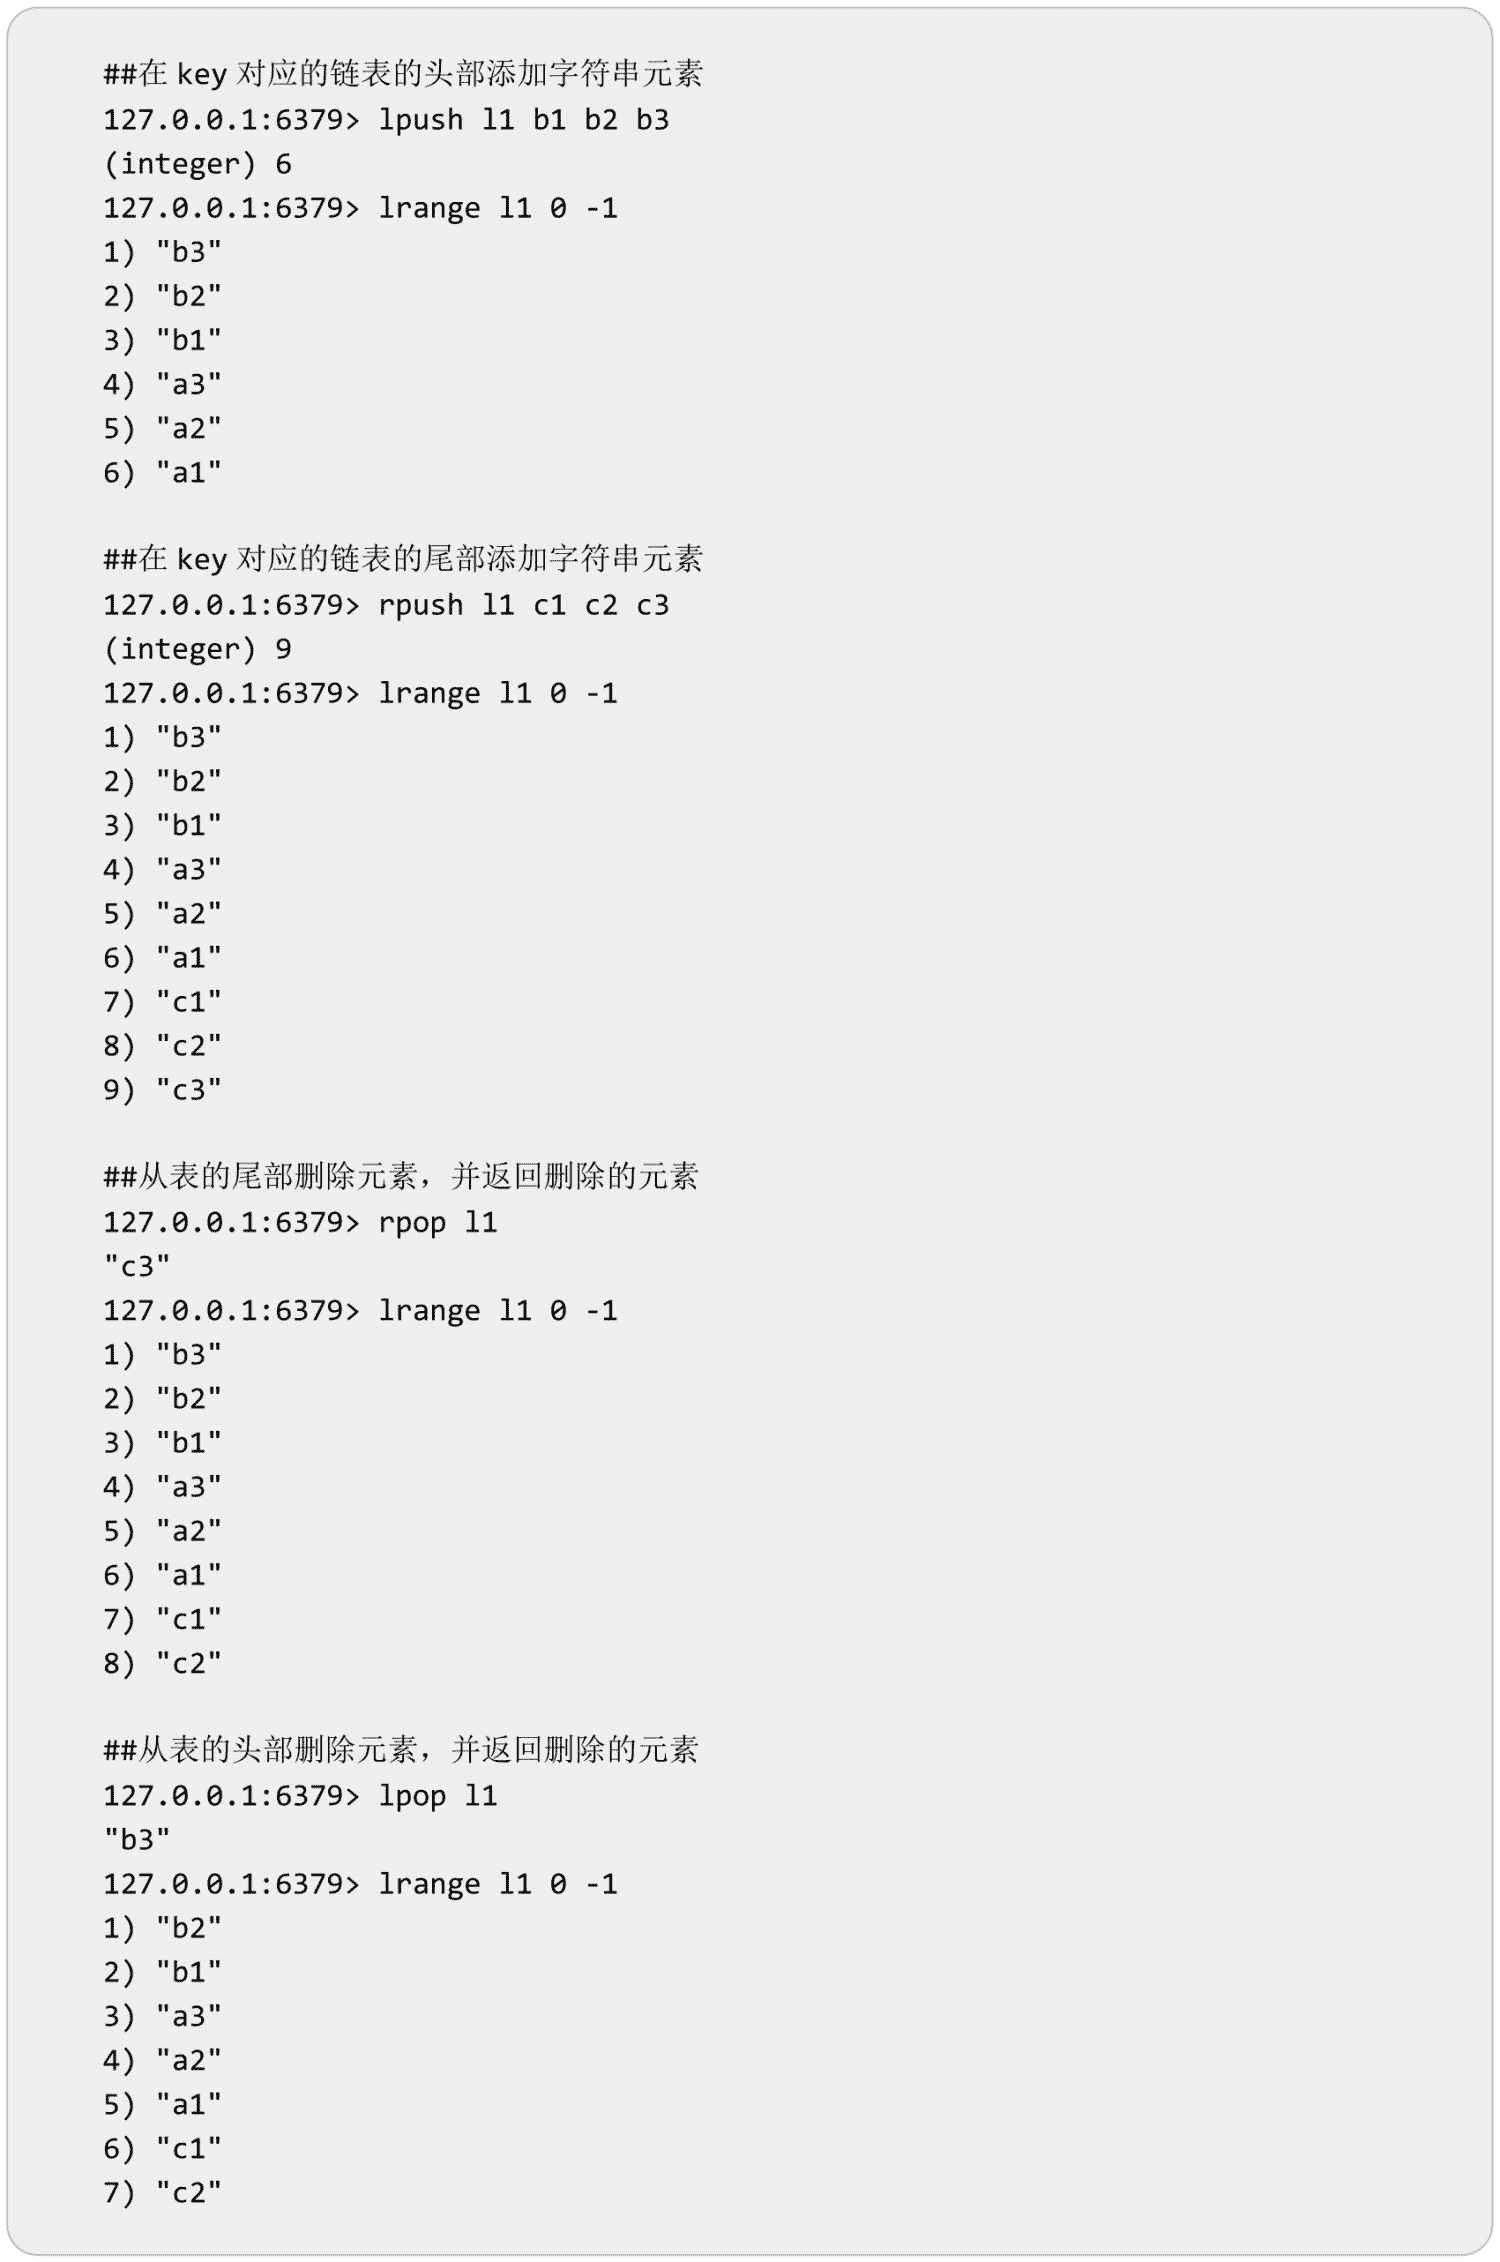 ##在 key 对应的链表的头部添加字符串元素
127.0.0.1:6379> lpush l1 b1 b2 b3
(integer) 6
127.0.0.1:6379> lrange l1 0 -1
1) "b3"
2) "b2"
3) "b1"
4) "a3"
5) "a2"
6) "a1"
##在 key 对应的链表的尾部添加字符串元素
127.0.0.1:6379> rpush l1 c1 c2 c3
(integer) 9
127.0.0.1:6379> lrange l1 0 -1
1) "b3"
2) "b2"
3) "b1"
4) "a3"
5) "a2"
6) "a1"
7) "c1"
8) "c2"
9) "c3"
##从表的尾部删除元素，并返回删除的元素
127.0.0.1:6379> rpop l1
"c3"
127.0.0.1:6379> lrange l1 0 -1
1) "b3"
2) "b2"
3) "b1"
4) "a3"
5) "a2"
6) "a1"
7) "c1"
8) "c2"
##从表的头部删除元素，并返回删除的元素
127.0.0.1:6379> lpop l1
"b3"
127.0.0.1:6379> lrange l1 0 -1
1) "b2"
2) "b1"
3) "a3"
4) "a2"
5) "a1"
6) "c1"
7) "c2"